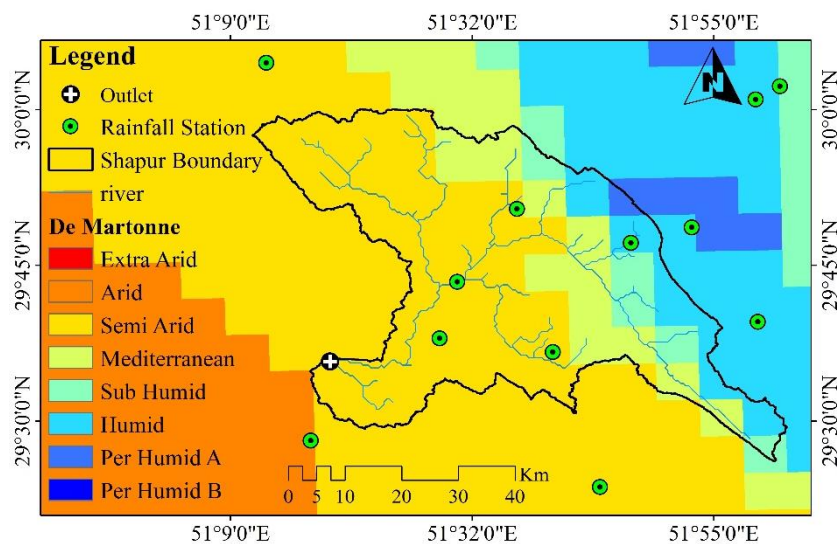 51°9'0"E 51°32'0"E 51°55'0"E
Legend
Outlet
Rainfall Station
Shapur Boundary
river
De Martonne
Extra Arid
Arid
Semi Arid
Mediterranean
Sub Humid
Humid
Per Humid A
Per Humid B
N
30°0'0"N
29°45'0"N
29°30'0"N
30°0'0"N
29°45'0"N
29°30'0"N
Km
0 5 10 20 30 40
51°9'0"E 51°32'0"E 51°55'0"E